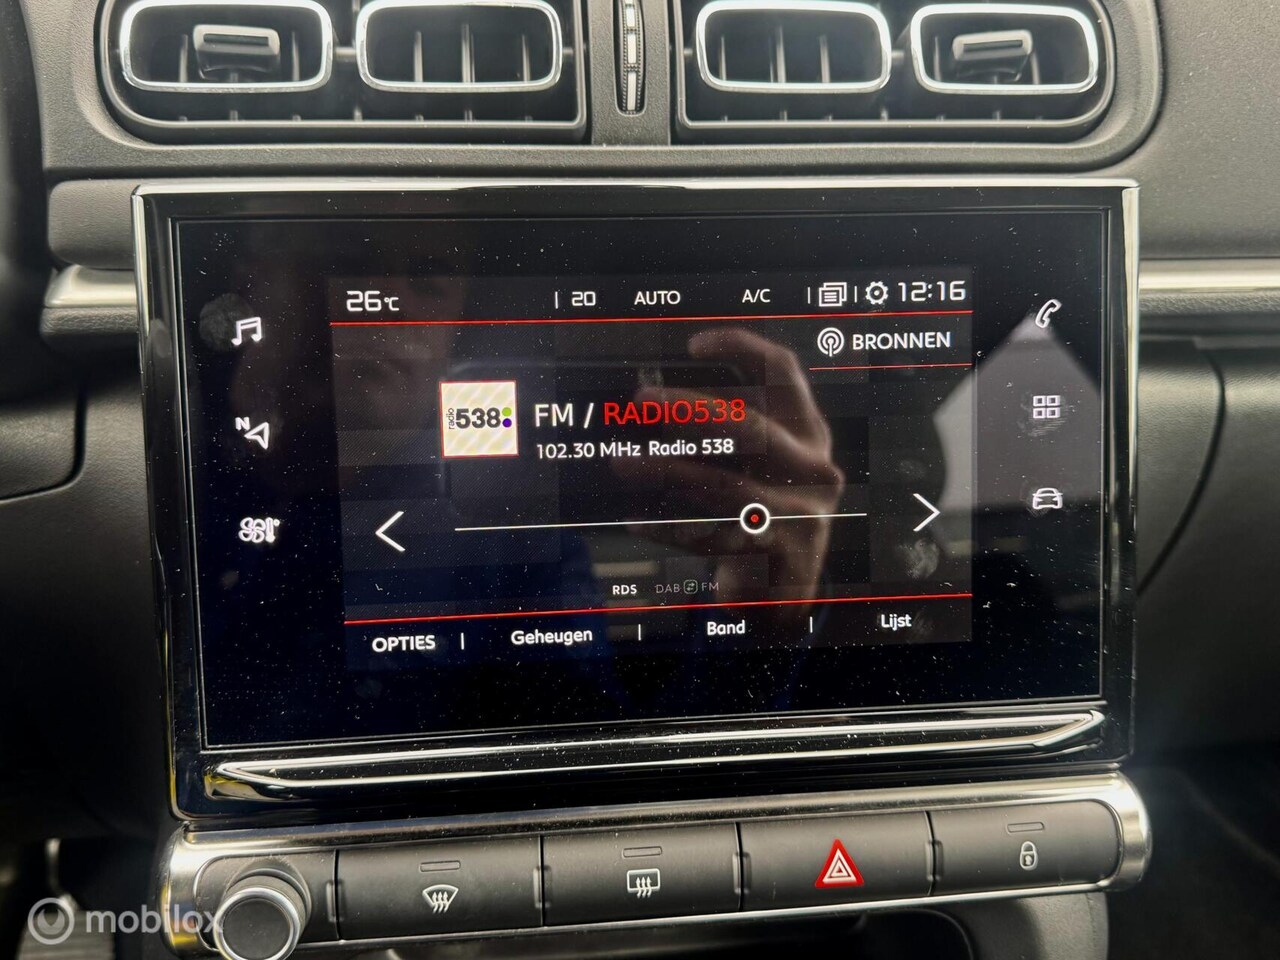 26°C | 20 AUTO A/C | | 12:16
BRONNEN
radio 538 FM / RADIO538
102.30 MHz Radio 538
N
RDS DAB FM
OPTIES | Geheugen | Band | Lijst
mobilox